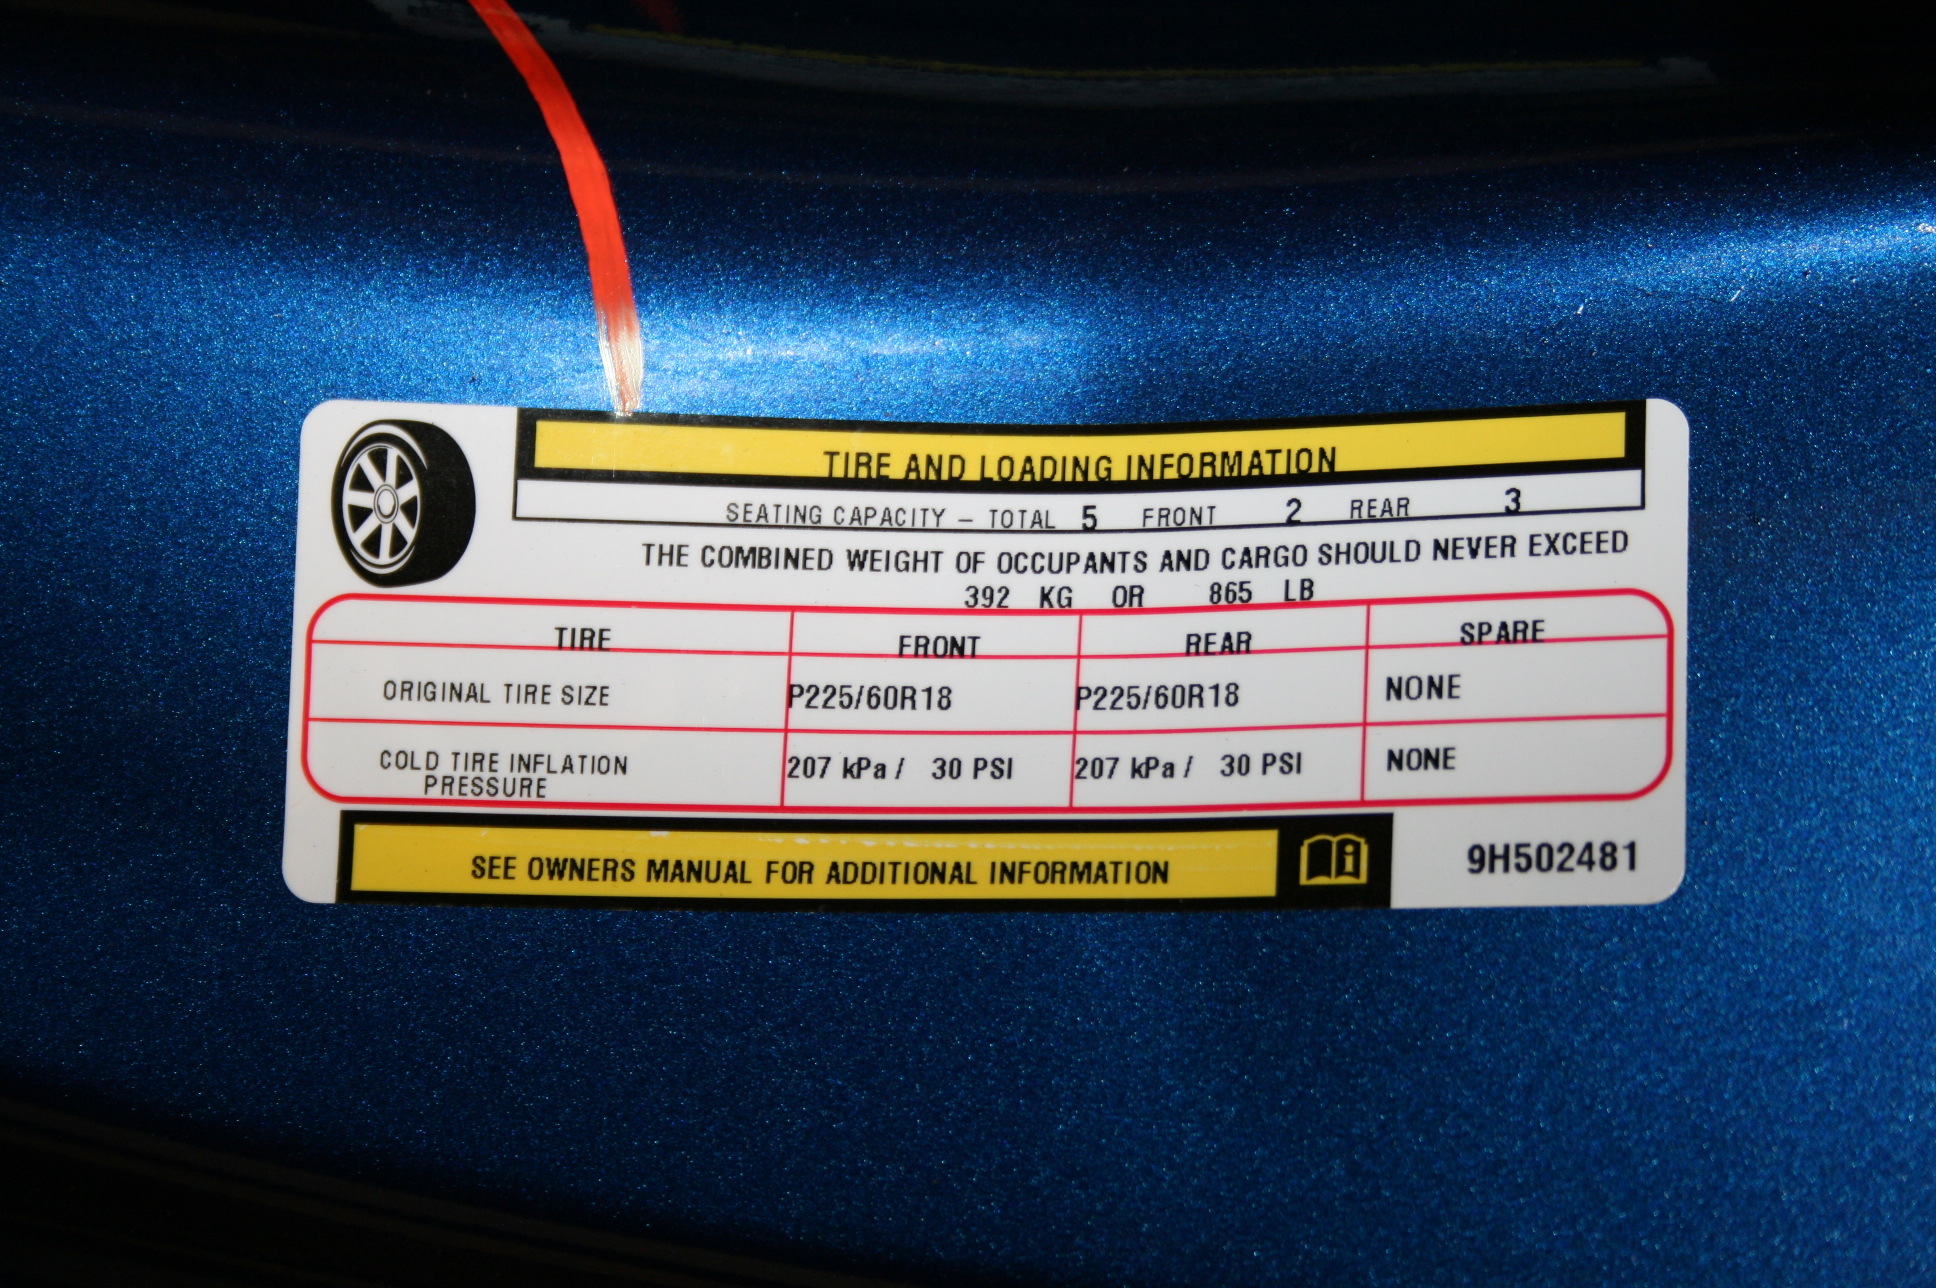 TIRE AND LOADING INFORMATION
SEATING CAPACITY – TOTAL 5 FRONT 2 REAR 3
THE COMBINED WEIGHT OF OCCUPANTS AND CARGO SHOULD NEVER EXCEED
392 KG OR 865 LB
TIRE FRONT REAR SPARE
ORIGINAL TIRE SIZE P225/60R18 P225/60R18 NONE
COLD TIRE INFLATION PRESSURE 207 kPa / 30 PSI 207 kPa / 30 PSI NONE
SEE OWNERS MANUAL FOR ADDITIONAL INFORMATION
9H502481